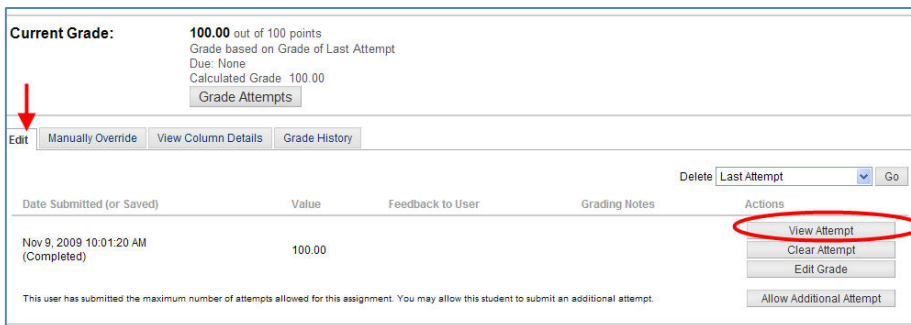 Current Grade: 100.00 out of 100 points
Grade based on Grade of Last Attempt
Due: None
Calculated Grade 100.00
Grade Attempts
Edit Manually Override View Column Details Grade History
Delete Last Attempt Go
Date Submitted (or Saved) Value Feedback to User Grading Notes Actions
View Attempt
Nov 9, 2009 10:01:20 AM
(Completed) 100.00 Clear Attempt
Edit Grade
This user has submitted the maximum number of attempts allowed for this assignment. You may allow this student to submit an additional attempt. Allow Additional Attempt